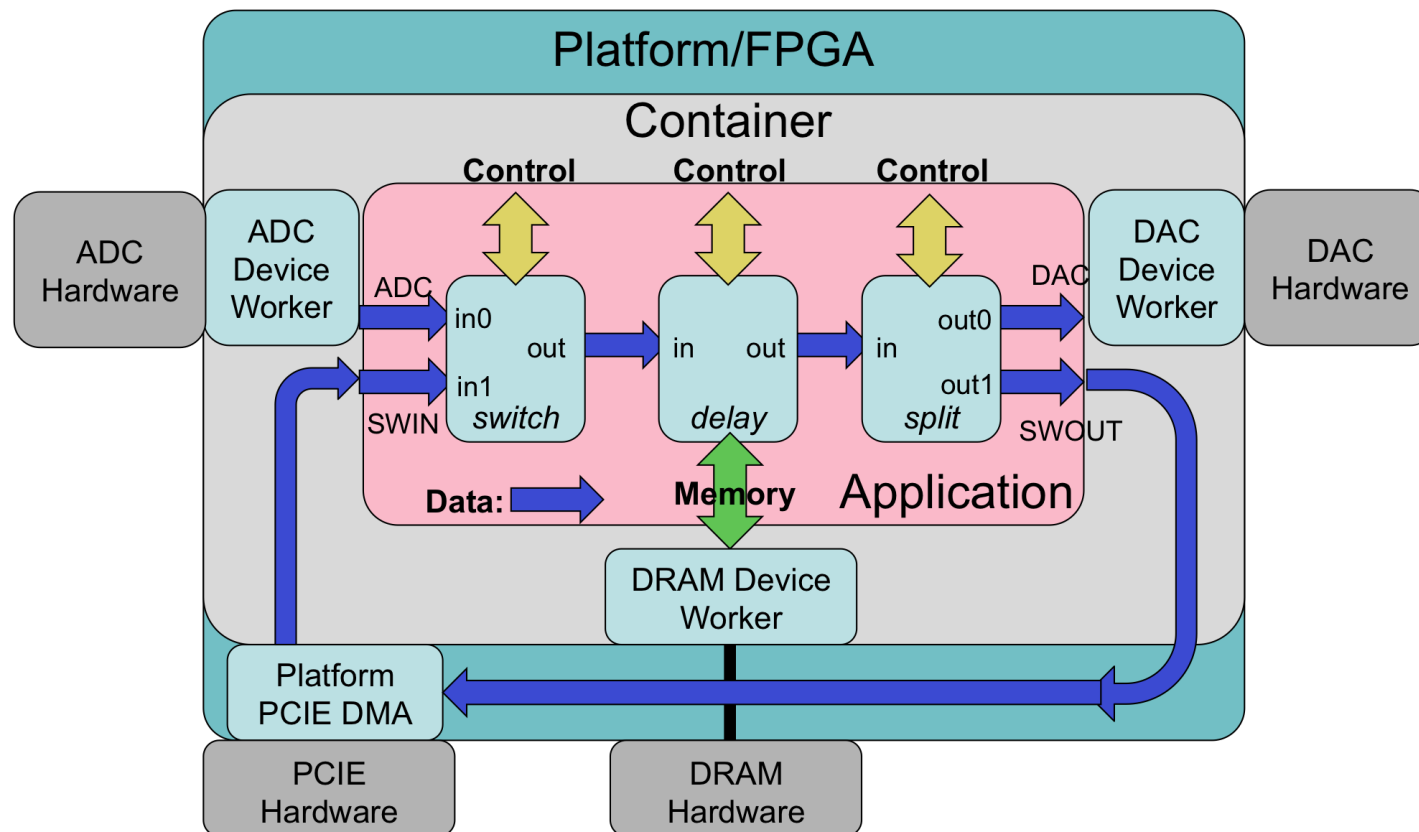 Platform/FPGA
Container
Control
Control
Control
ADC
Hardware
ADC
Device
Worker
DAC
Device
Worker
DAC
Hardware
ADC
SWIN
in0
in1
out
switch
in
out
delay
in
out0
out1
split
DAC
SWOUT
Data:
Memory
Application
DRAM Device
Worker
Platform
PCIE DMA
PCIE
Hardware
DRAM
Hardware